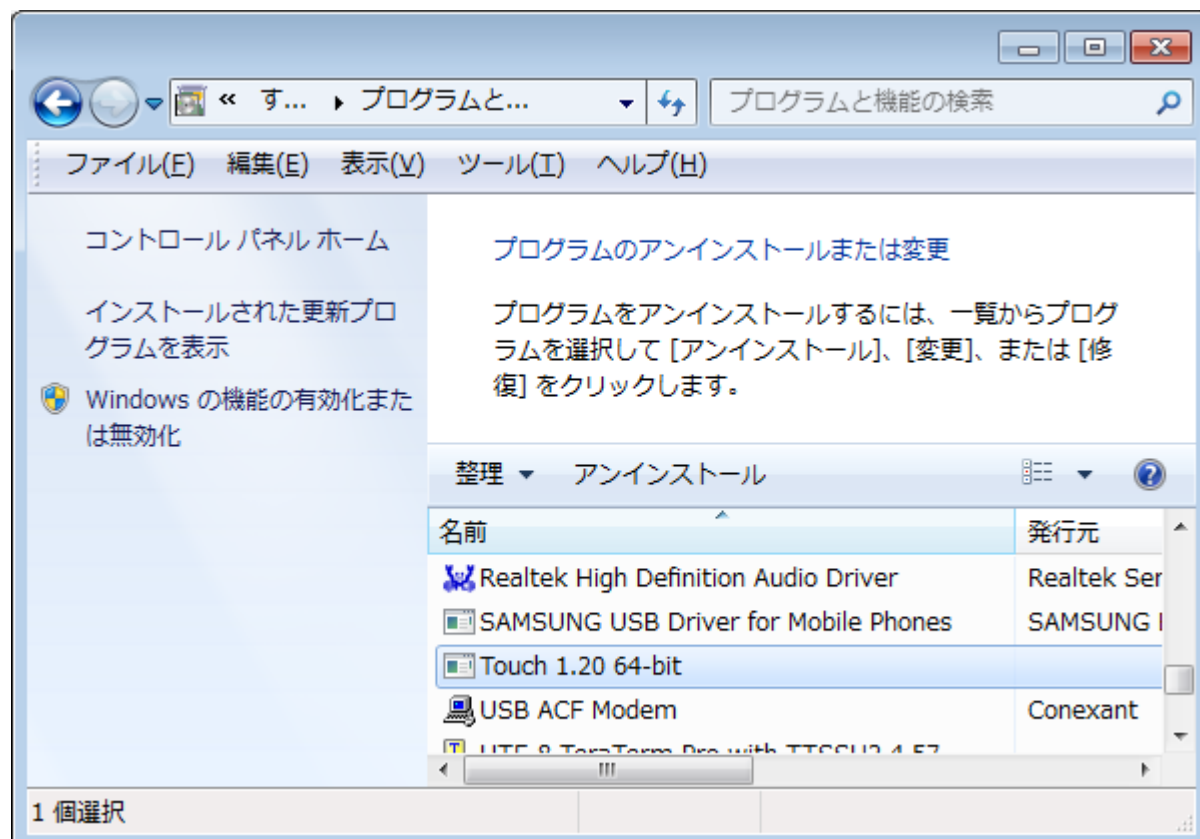 « す... ▸ プログラムと...
プログラムと機能の検索
ファイル(F) 編集(E) 表示(V) ツール(T) ヘルプ(H)
コントロール パネル ホーム
インストールされた更新プロ
グラムを表示
Windows の機能の有効化また
は無効化
プログラムのアンインストールまたは変更
プログラムをアンインストールするには、一覧からプログ
ラムを選択して [アンインストール]、[変更]、または [修
復] をクリックします。
整理 アンインストール
名前 発行元
Realtek High Definition Audio Driver Realtek Ser
SAMSUNG USB Driver for Mobile Phones SAMSUNG
Touch 1.20 64-bit
USB ACF Modem Conexant
UTF-8 TeraTerm Pro with TTSSH2 4.57
1 個選択